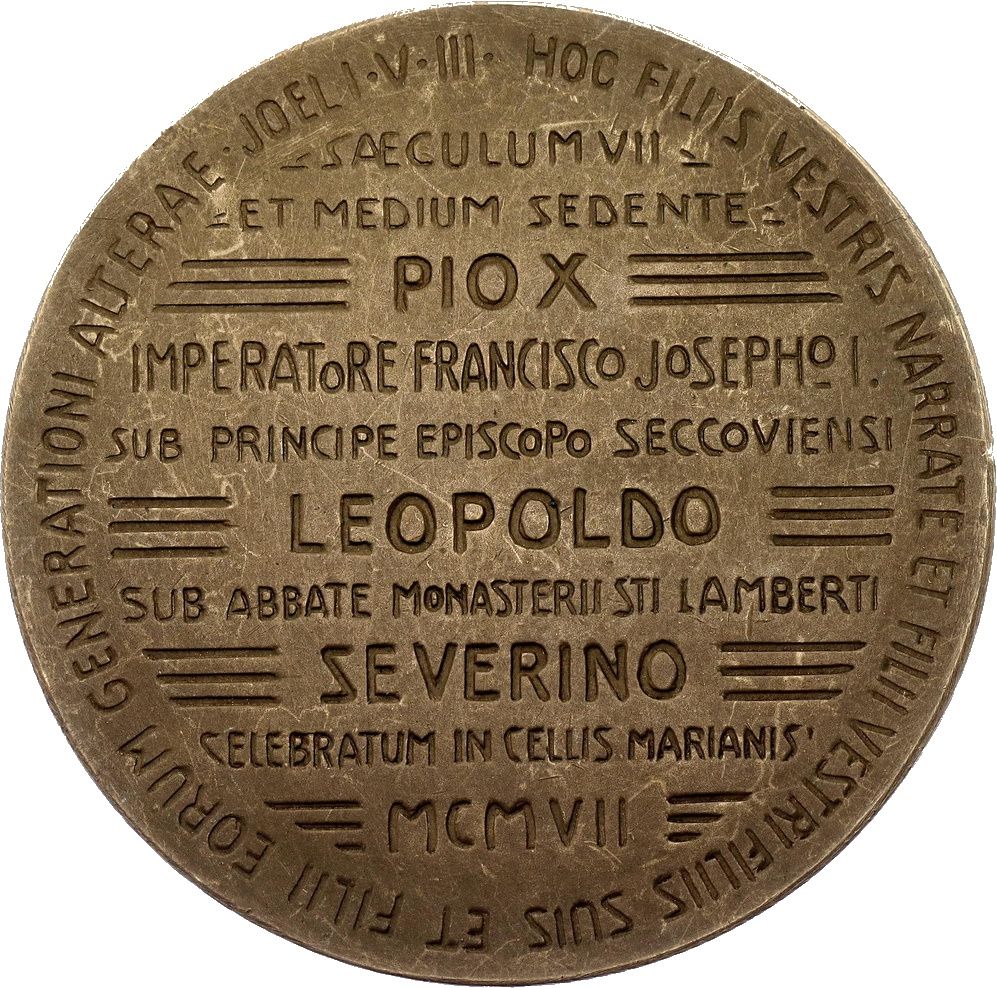 HOC FILIIS VESTRIS NARRATE ET FILII VESTRI FILIIS SUIS ET FILII EORUM GENERATIONI ALTERAE · JOEL I · V · III ·
SAECULUM VII
ET MEDIUM SEDENTE
PIO X
IMPERATORE FRANCISCO JOSEPHO I.
SUB PRINCIPE EPISCOPO SECCOVIENSI
LEOPOLDO
SUB ABBATE MONASTERII STI LAMBERTI
SEVERINO
CELEBRATUM IN CELLIS MARIANIS'
MCMVII